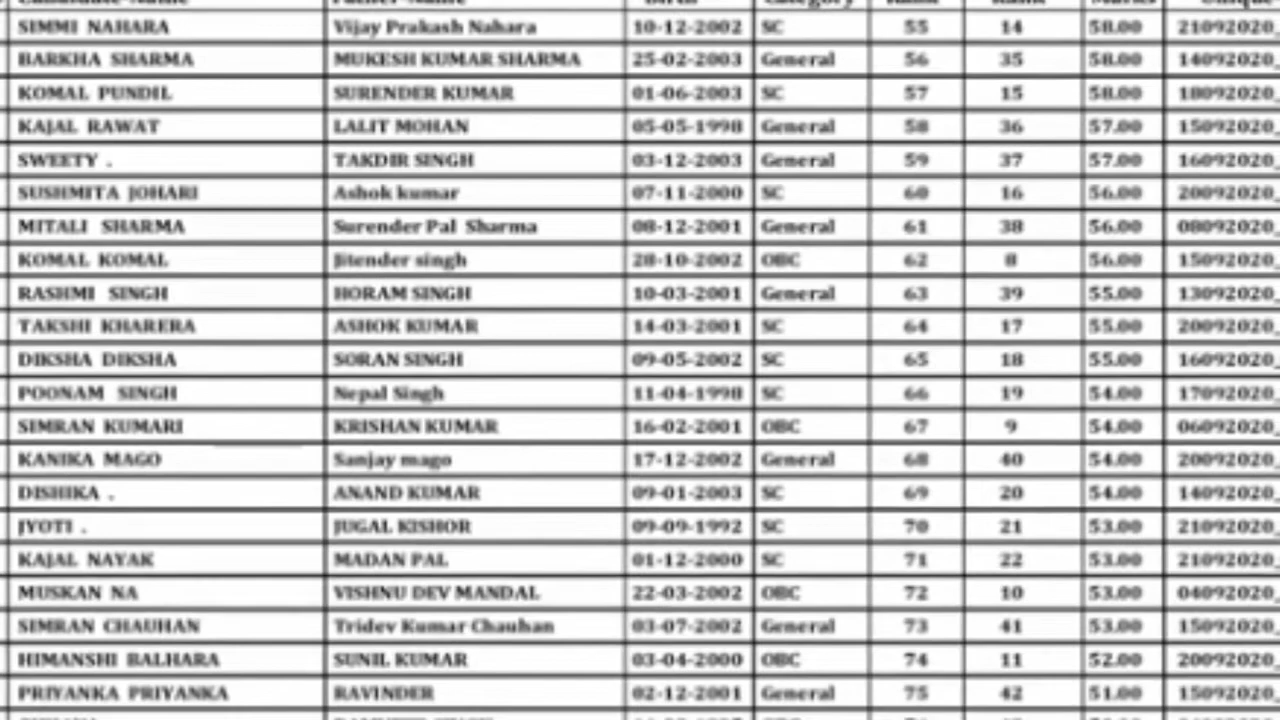 SIMMI NAHARA Vijay Prakash Nahara 10-12-2002 SC 55 14 58.00 21092020_
BARKHA SHARMA MUKESH KUMAR SHARMA 25-02-2003 General 56 35 58.00 14092020_
KOMAL PUNDIL SURENDER KUMAR 01-06-2003 SC 57 15 58.00 18092020_
KAJAL RAWAT LALIT MOHAN 05-05-1998 General 58 36 57.00 15092020_
SWEETY . TAKDIR SINGH 03-12-2003 General 59 37 57.00 16092020_
SUSHMITA JOHARI Ashok kumar 07-11-2000 SC 60 16 56.00 20092020_
MITALI SHARMA Surender Pal Sharma 08-12-2001 General 61 38 56.00 08092020_
KOMAL KOMAL Jitender singh 28-10-2002 OBC 62 8 56.00 15092020_
RASHMI SINGH HORAM SINGH 10-03-2001 General 63 39 55.00 13092020_
TAKSHI KHARERA ASHOK KUMAR 14-03-2001 SC 64 17 55.00 20092020_
DIKSHA DIKSHA SORAN SINGH 09-05-2002 SC 65 18 55.00 16092020_
POONAM SINGH Nepal Singh 11-04-1998 SC 66 19 54.00 17092020_
SIMRAN KUMARI KRISHAN KUMAR 16-02-2001 OBC 67 9 54.00 06092020_
KANIKA MAGO Sanjay mago 17-12-2002 General 68 40 54.00 20092020_
DISHIKA . ANAND KUMAR 09-01-2003 SC 69 20 54.00 14092020_
JYOTI . JUGAL KISHOR 09-09-1992 SC 70 21 53.00 21092020_
KAJAL NAYAK MADAN PAL 01-12-2000 SC 71 22 53.00 21092020_
MUSKAN NA VISHNU DEV MANDAL 22-03-2002 OBC 72 10 53.00 04092020_
SIMRAN CHAUHAN Tridev Kumar Chauhan 03-07-2002 General 73 41 53.00 15092020_
HIMANSHI BALHARA SUNIL KUMAR 03-04-2000 OBC 74 11 52.00 20092020_
PRIYANKA PRIYANKA RAVINDER 02-12-2001 General 75 42 51.00 15092020_